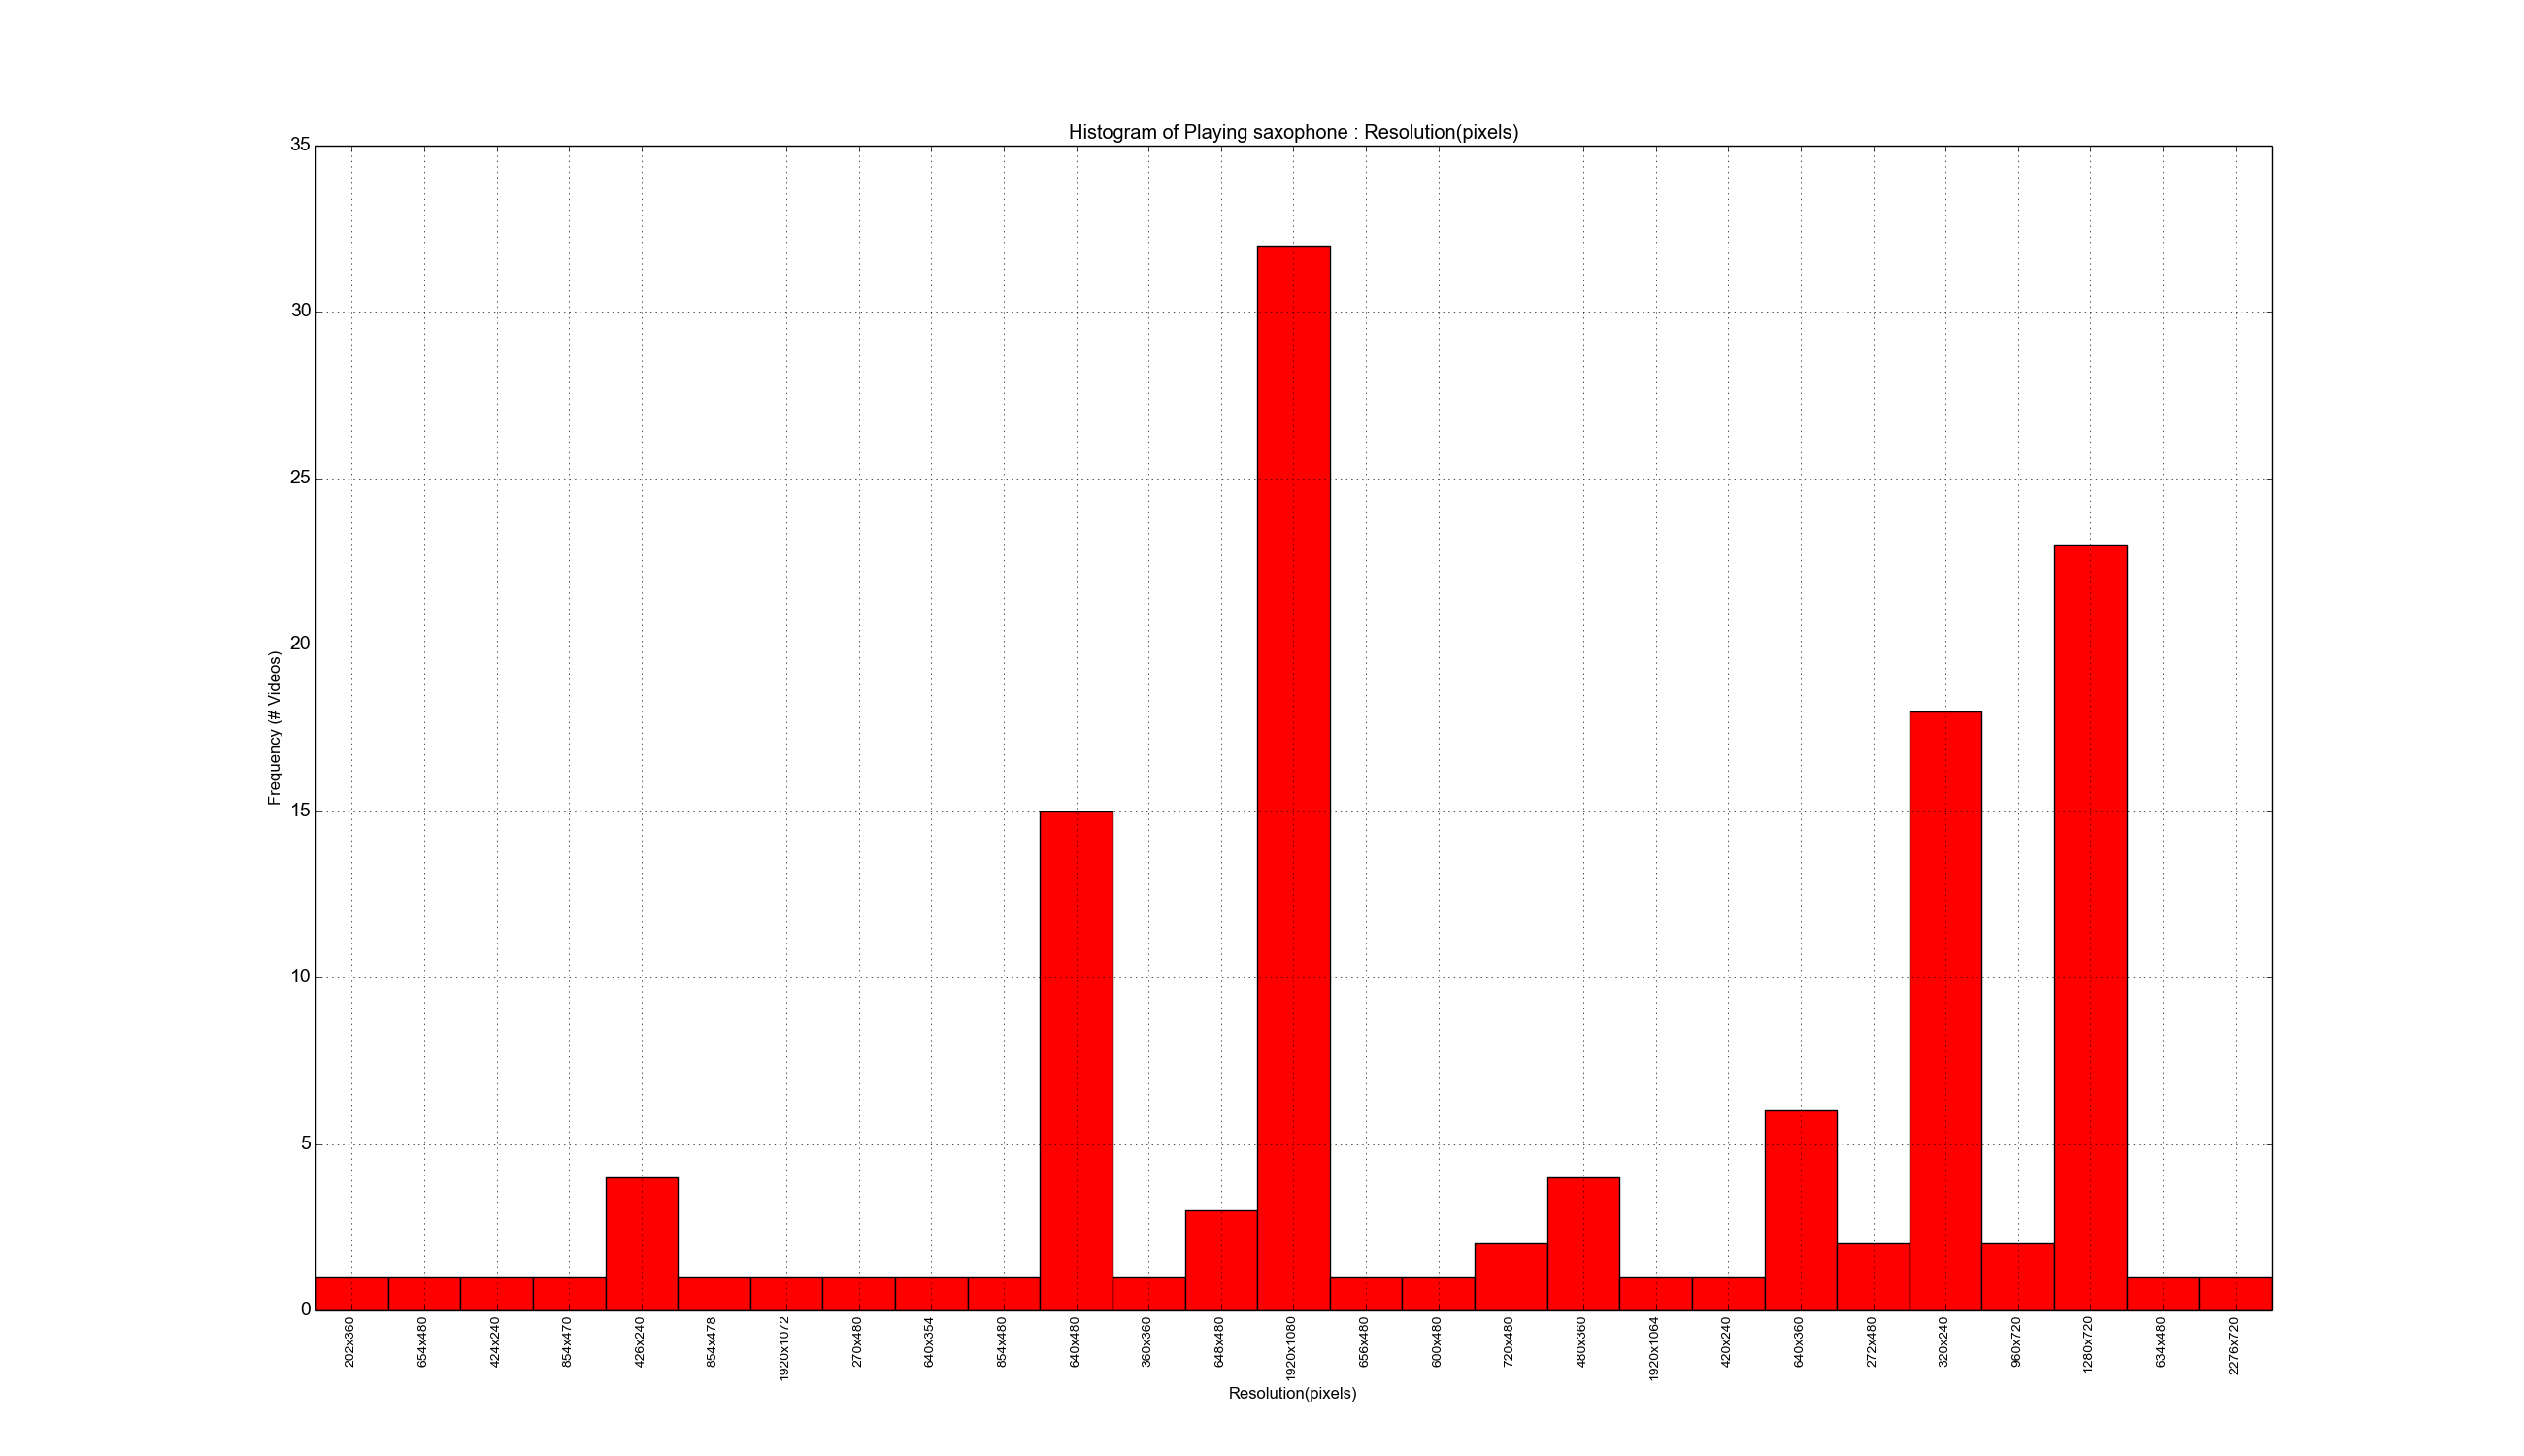 Histogram of Playing saxophone : Resolution(pixels)
35
30
25
20
15
10
5
0
Frequency (# Videos)
202x360
654x480
424x240
854x470
426x240
854x478
1920x1072
270x480
640x354
854x480
640x480
360x360
648x480
1920x1080
656x480
600x480
720x480
480x360
1920x1064
420x240
640x360
272x480
320x240
960x720
1280x720
634x480
2276x720
Resolution(pixels)